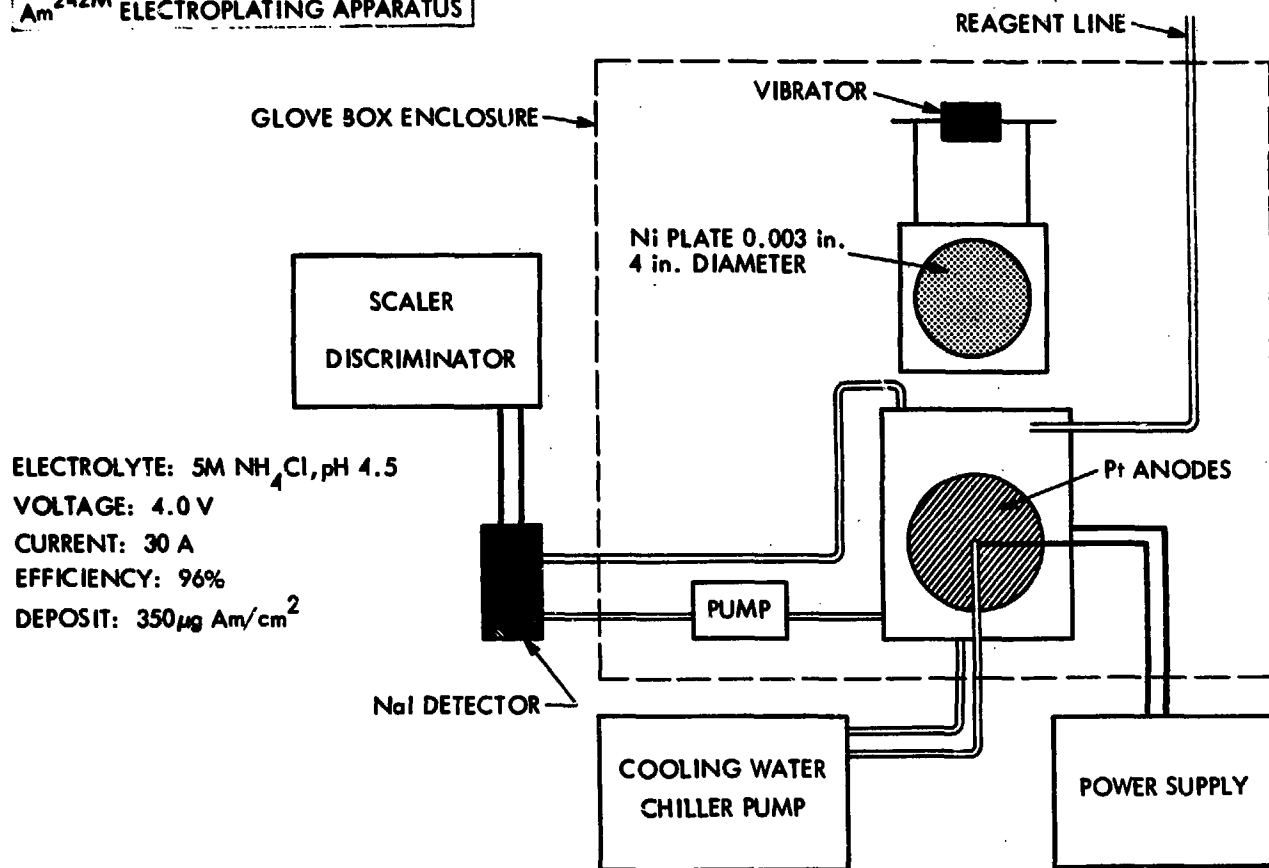 Am242M ELECTROPLATING APPARATUS
REAGENT LINE
VIBRATOR
GLOVE BOX ENCLOSURE
Ni PLATE 0.003 in.
4 in. DIAMETER
SCALER
DISCRIMINATOR
ELECTROLYTE: 5M NH4Cl, pH 4.5
VOLTAGE: 4.0 V
CURRENT: 30 A
EFFICIENCY: 96%
DEPOSIT: 350µg Am/cm2
Pt ANODES
PUMP
NaI DETECTOR
COOLING WATER
CHILLER PUMP
POWER SUPPLY